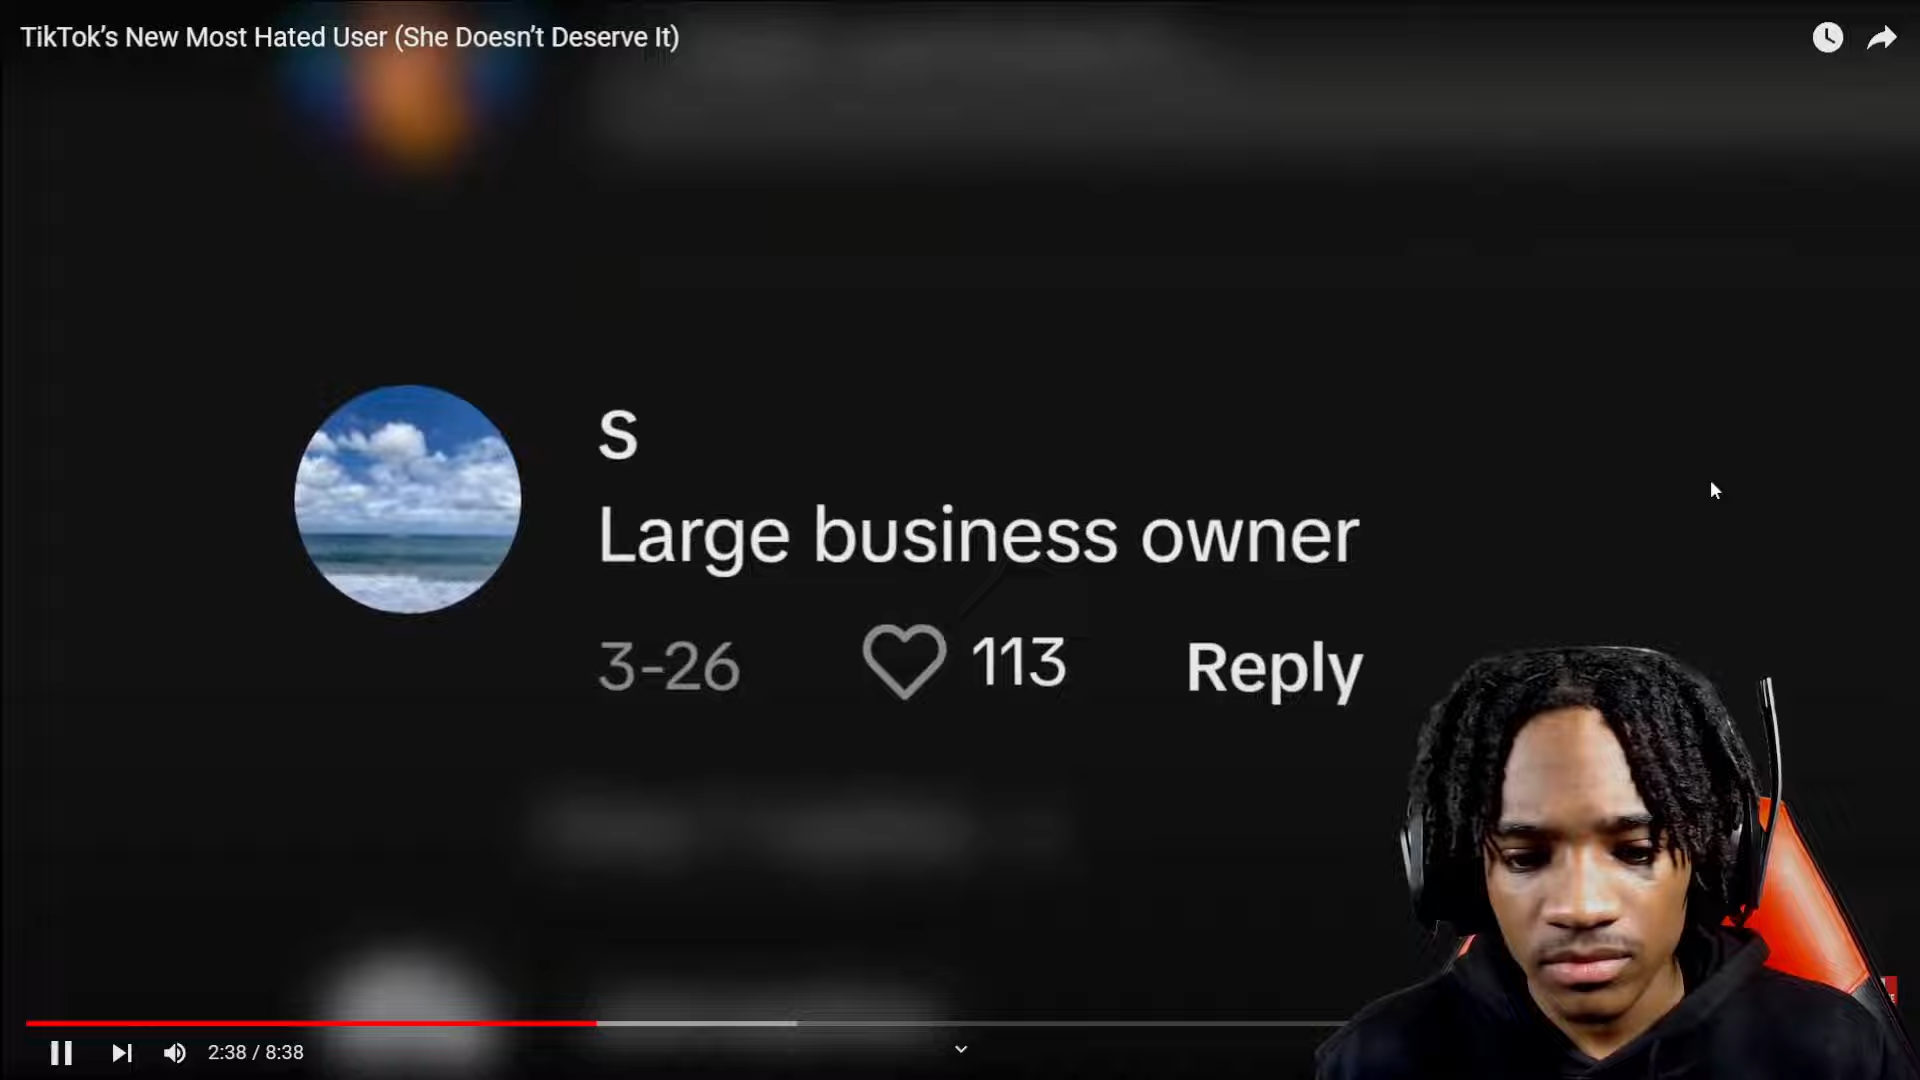 TikTok’s New Most Hated User (She Doesn’t Deserve It)
S
Large business owner
3-26 113 Reply
2:38 / 8:38